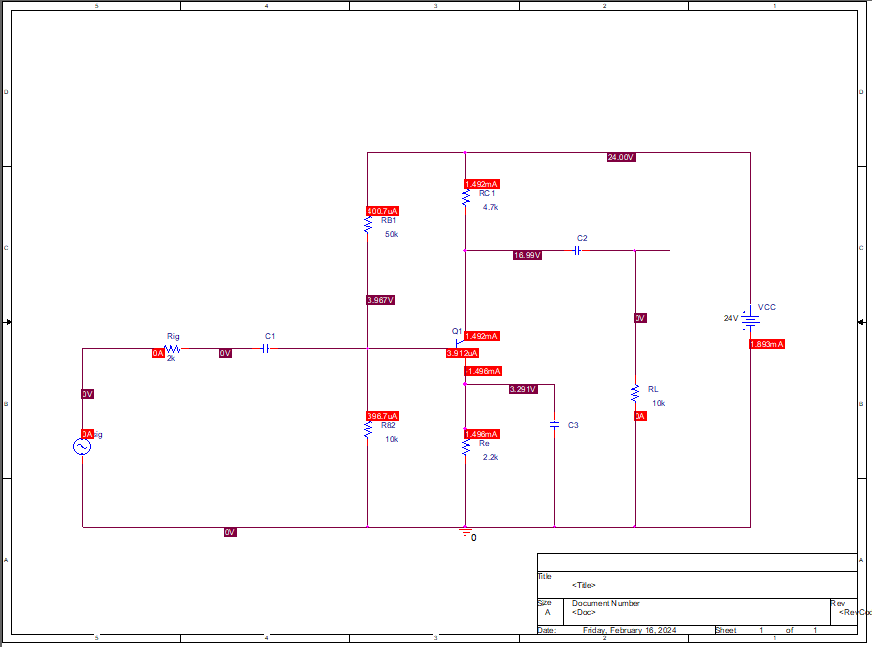 5 4 3 2 1
D D
24.00V
1.492mA
RC1
4.7k
400.7uA
RB1
50k
C C
C2
16.99V
3.967V
VCC
24V
0V
1.893mA
Rig
C1
Q1
1.492mA
0A
2k
0V
3.912uA
-1.496mA
0V
3.291V
RL
10k
B B
396.7uA
0A
R82
10k
C3
0A
1.496mA
Re
2.2k
0V
0
A A
Title
<Title>
Size
A
Document Number
<Doc>
Rev
Date:
Friday, February 16, 2024
Sheet
1 of 1
5 4 3 2 1